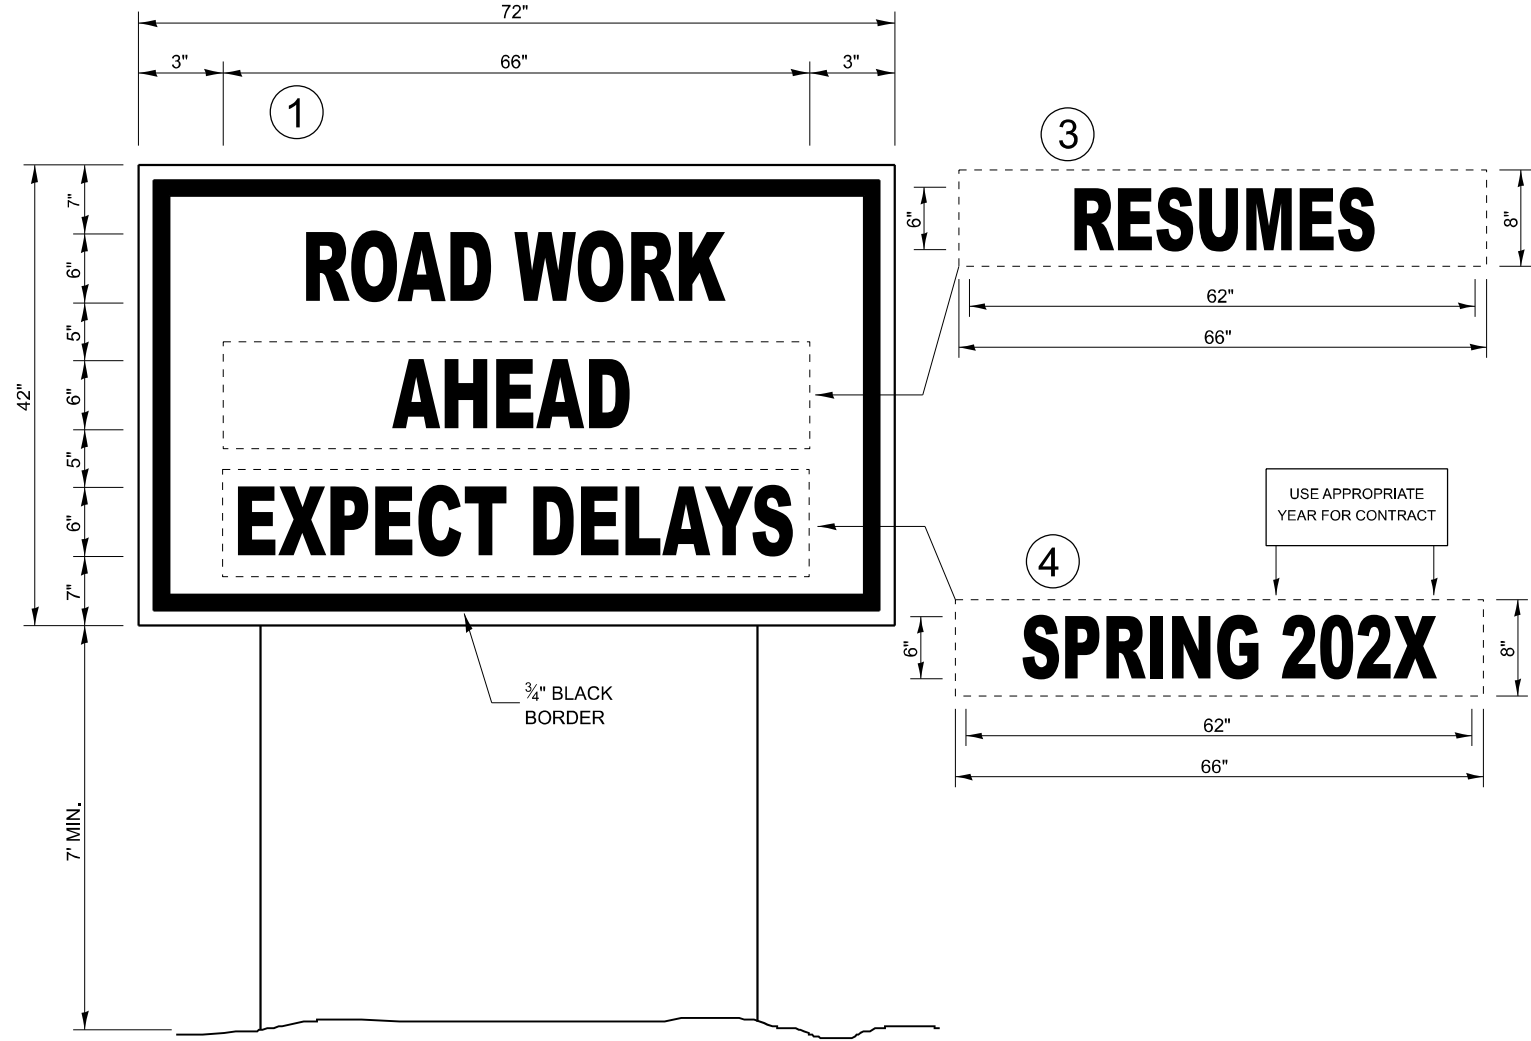 72"
3"
66"
3"
1
3
7"
6"
5"
6"
5"
6"
7"
42"
ROAD WORK
AHEAD
EXPECT DELAYS
6"
RESUMES
8"
62"
66"
USE APPROPRIATE
YEAR FOR CONTRACT
4
6"
SPRING 202X
8"
62"
66"
¾" BLACK
BORDER
7' MIN.